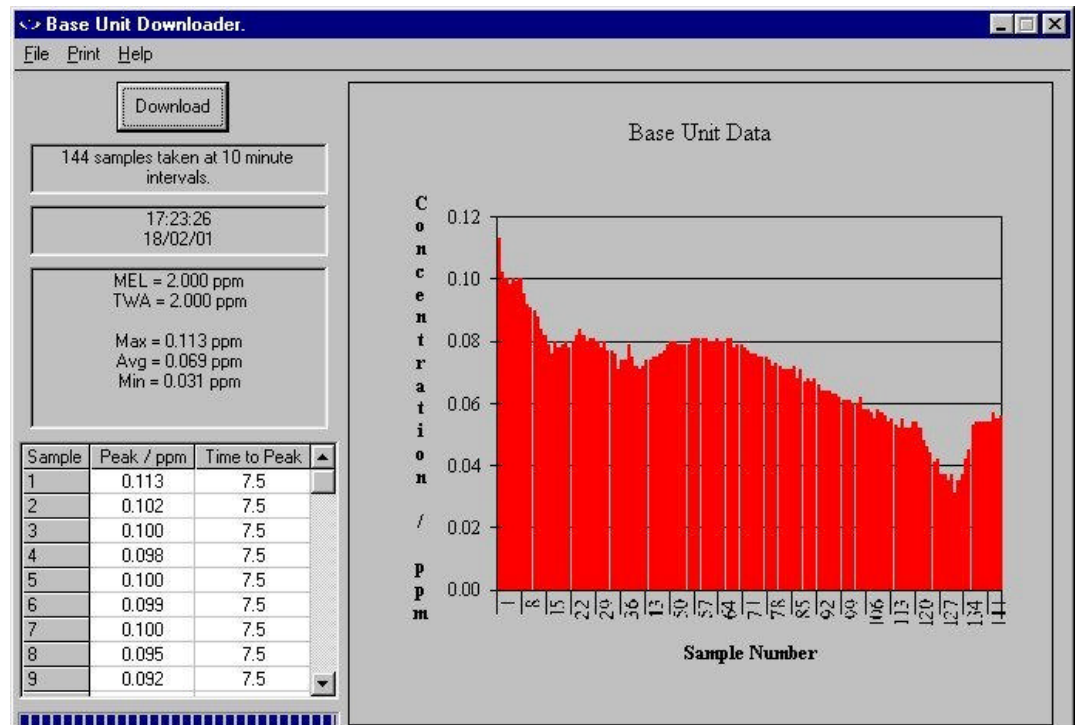 Base Unit Downloader.
File Print Help
Download
144 samples taken at 10 minute
intervals.
17:23:26
18/02/01
MEL = 2.000 ppm
TWA = 2.000 ppm
Max = 0.113 ppm
Avg = 0.069 ppm
Min = 0.031 ppm
Sample Peak / ppm Time to Peak
1 0.113 7.5
2 0.102 7.5
3 0.100 7.5
4 0.098 7.5
5 0.100 7.5
6 0.099 7.5
7 0.100 7.5
8 0.095 7.5
9 0.092 7.5
Base Unit Data
Concentration / ppm
0.12
0.10
0.08
0.06
0.04
0.02
0.00
1 8 15 22 29 36 43 50 57 64 71 78 85 92 99 106 113 120 127 134 141
Sample Number